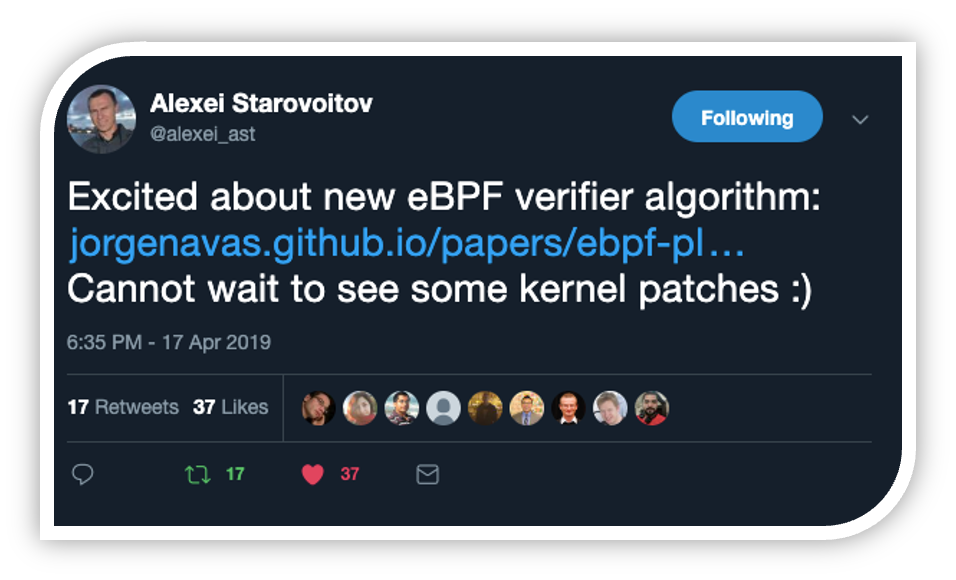 Alexei Starovoitov
@alexei_ast
Following
Excited about new eBPF verifier algorithm:
jorgenavas.github.io/papers/ebpf-pl…
Cannot wait to see some kernel patches :)
6:35 PM - 17 Apr 2019
17 Retweets 37 Likes
17 37